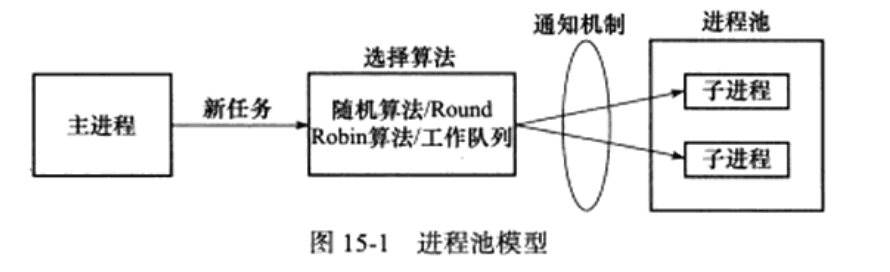 主进程
新任务
选择算法
随机算法/Round
Robin算法/工作队列
通知机制
进程池
子进程
子进程
图 15-1 进程池模型